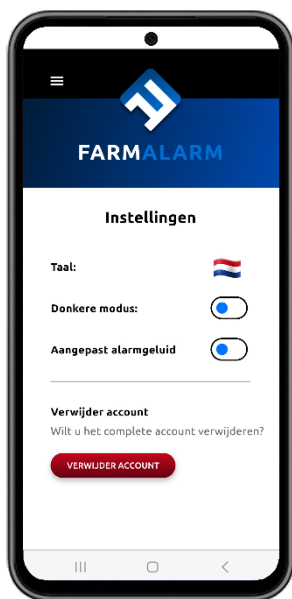 FARMALARM
Instellingen
Taal:
Donkere modus:
Aangepast alarmgeluid
Verwijder account
Wilt u het complete account verwijderen?
VERWIJDER ACCOUNT